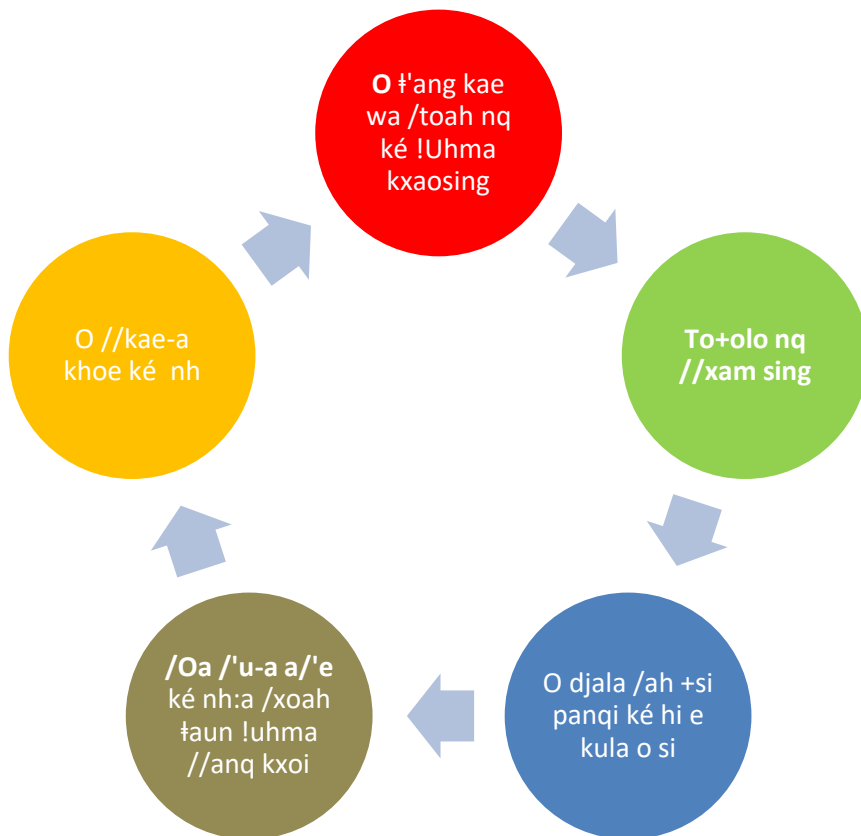 O ǂ'ang kae
wa /toah nq
ké !Uhma
kxaosing
To+olo nq
//xam sing
O djala /ah +si
panqi ké hi e
kula o si
/Oa /'u-a a/'e
ké nh:a /xoah
ǂaun !uhma
//anq kxoi
O //kae-a
khoe ké nh